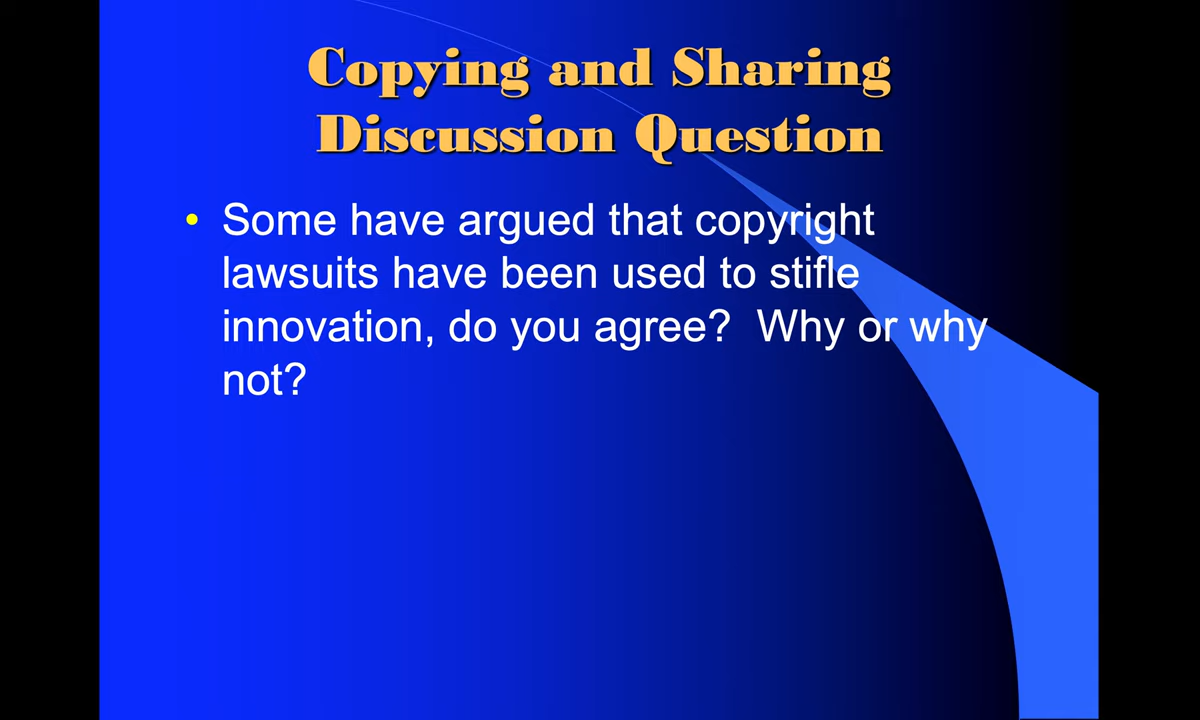 Copying and Sharing
Discussion Question
• Some have argued that copyright
lawsuits have been used to stifle
innovation, do you agree?  Why or why
not?